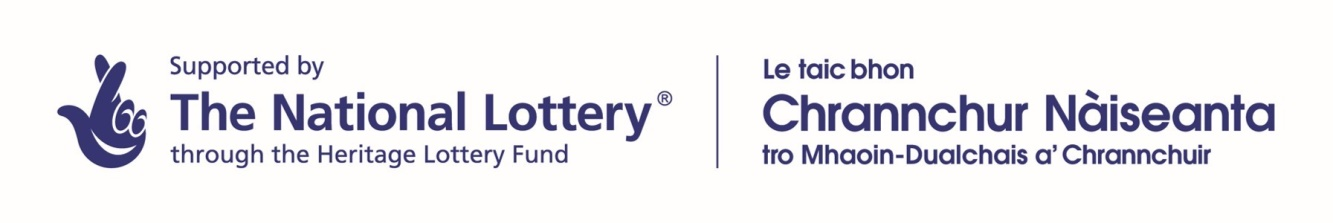 Supported by
The National Lottery®
through the Heritage Lottery Fund
Le taic bhon
Chrannchur Nàiseanta
tro Mhaoin-Dualchais a' Chrannchuir